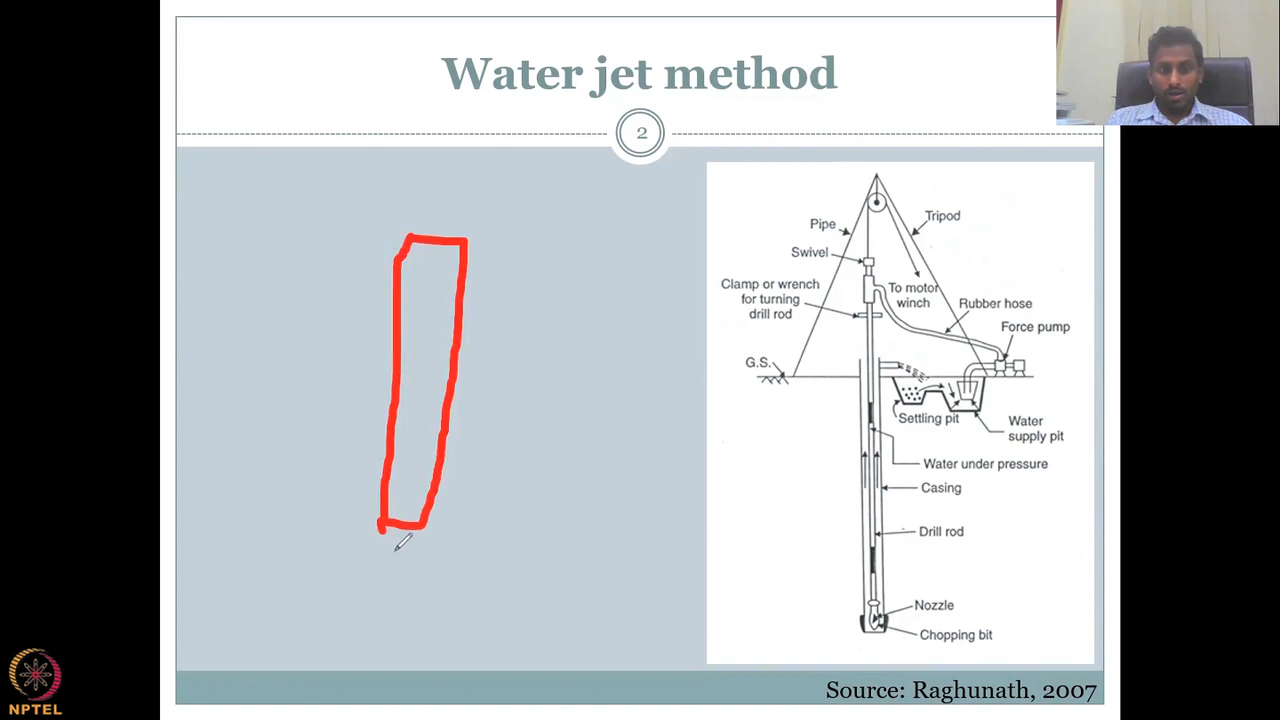 Water jet method
2
Pipe
Tripod
Swivel
Clamp or wrench
for turning
drill rod
To motor
winch
Rubber hose
Force pump
G.S.
Settling pit
Water
supply pit
Water under pressure
Casing
Drill rod
Nozzle
Chopping bit
Source: Raghunath, 2007
NPTEL